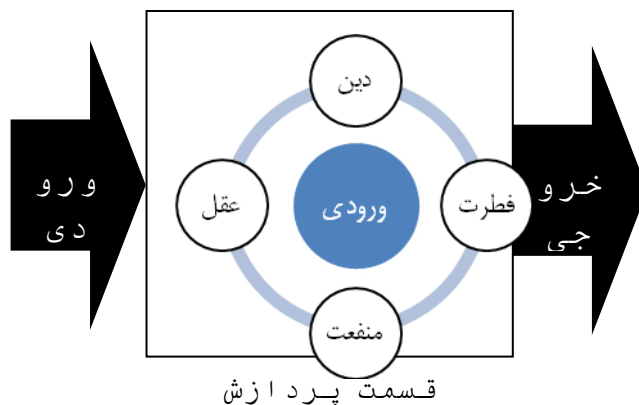 دین
ورو
دی
عقل
ورودی
فطرت
خرو
جی
منفعت
قسمت پردازش